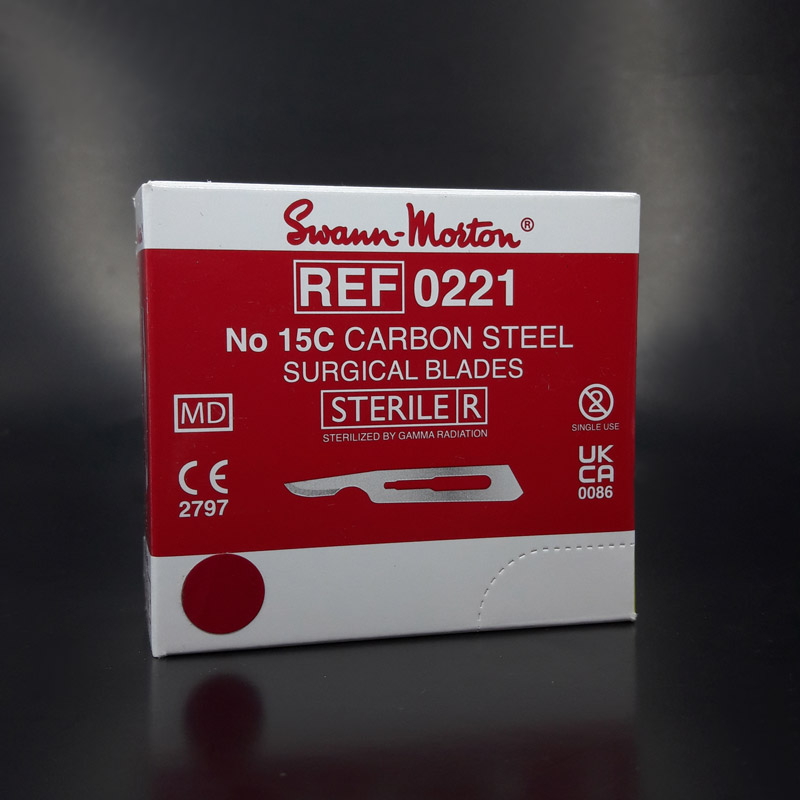 Swann-Morton®
REF 0221
No 15C CARBON STEEL
SURGICAL BLADES
MD
STERILE R
STERILIZED BY GAMMA RADIATION
2
SINGLE USE
CE
2797
UK
CA
0086